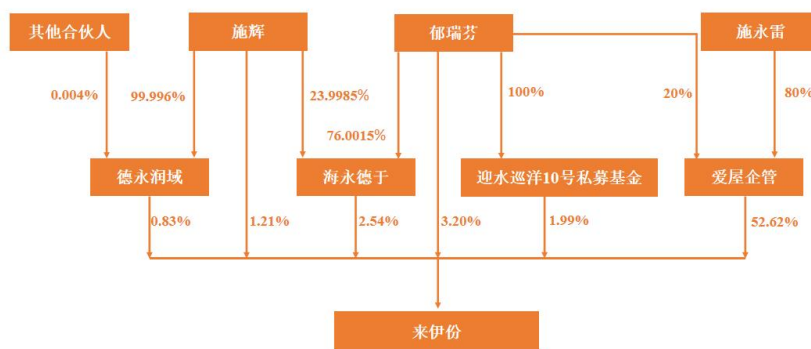 其他合伙人
施辉
郁瑞芬
施永雷
0.004%
99.996%
23.9985%
76.0015%
100%
20%
80%
德永润域
海永德于
迎水巡洋10号私募基金
爱屋企管
0.83%
1.21%
2.54%
3.20%
1.99%
52.62%
来伊份